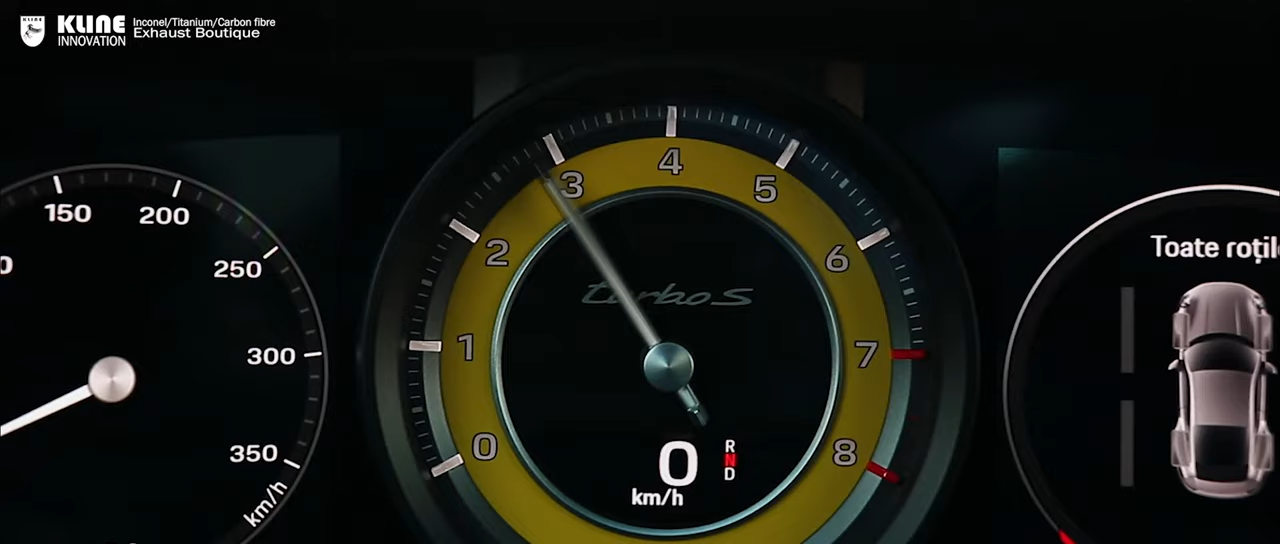 KLINE
INNOVATION
Inconel/Titanium/Carbon fibre
Exhaust Boutique
150
200
250
300
350
km/h
0
1
2
3
4
5
6
7
8
turbo S
0
km/h
R
N
D
Toate roțil